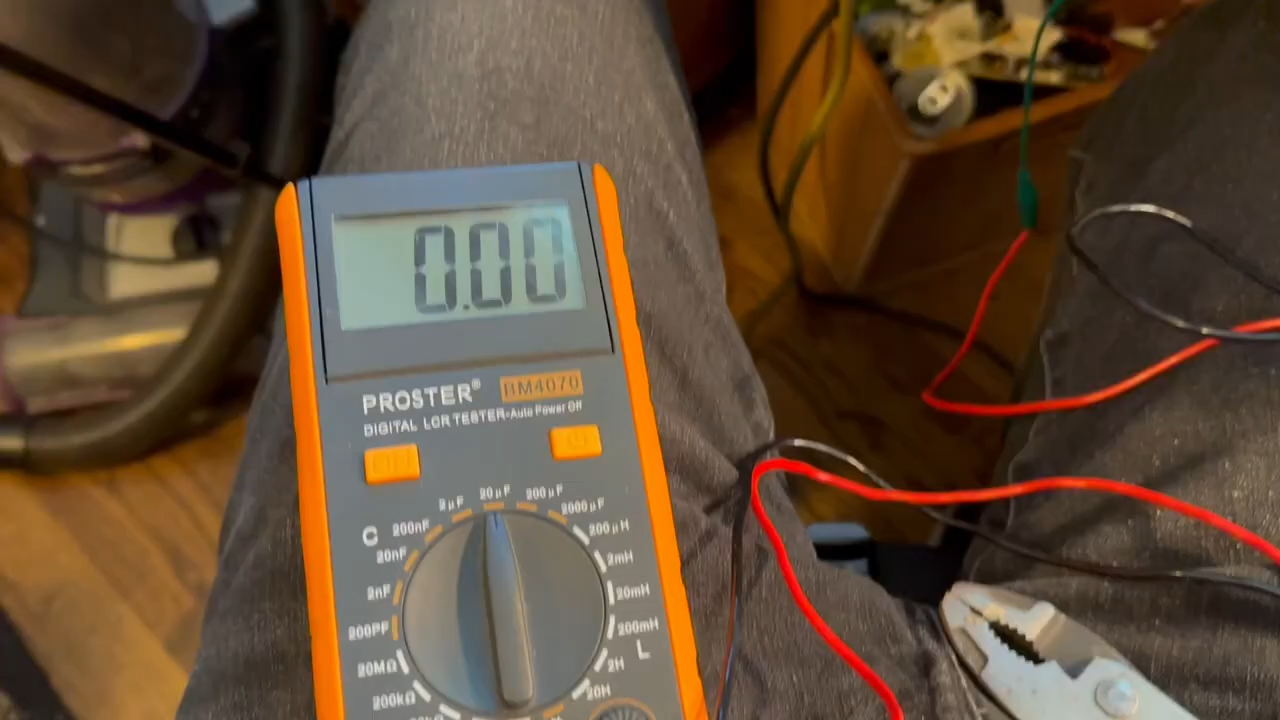 0.00
PROSTER® BM4070
DIGITAL LCR TESTER-Auto Power Off
20μF
2μF
200μF
200nF
2000μF
C
200μH
20nF
2mH
2nF
20mH
200PF
200mH
L
20MΩ
2H
200kΩ
20H